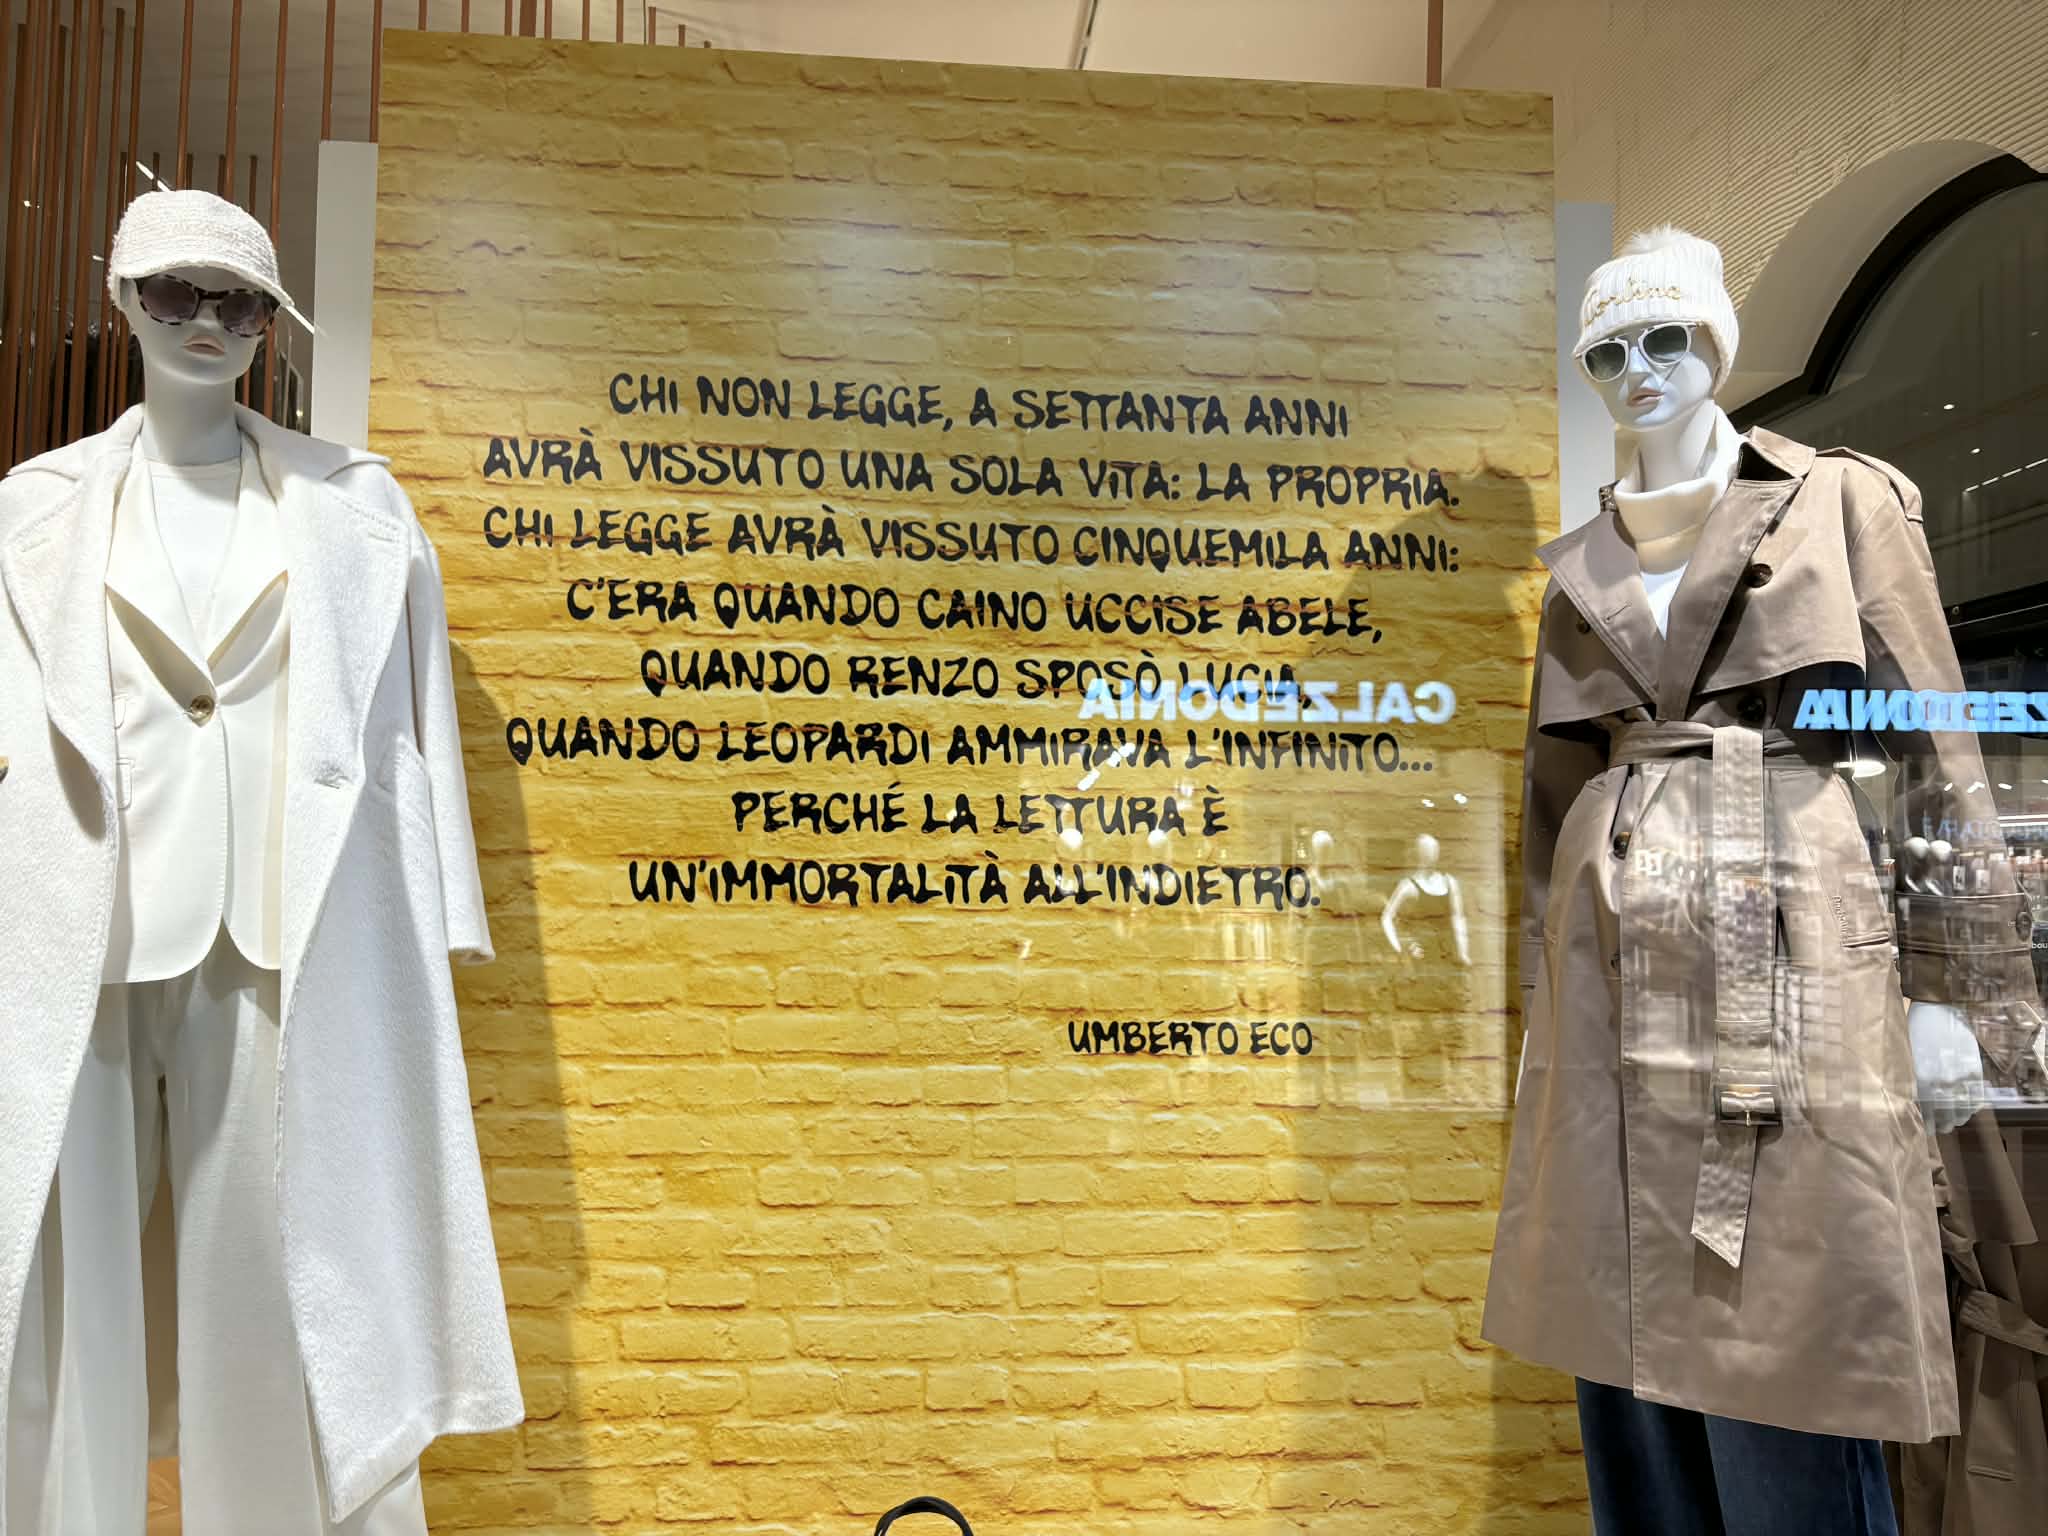 CHI NON LEGGE, A SETTANTA ANNI
AVRÀ VISSUTO UNA SOLA VITA: LA PROPRIA.
CHI LEGGE AVRÀ VISSUTO CINQUEMILA ANNI:
C'ERA QUANDO CAINO UCCISE ABELE,
QUANDO RENZO SPOSÒ LUCIA,
QUANDO LEOPARDI AMMIRAVA L'INFINITO...
PERCHÉ LA LETTURA È
UN'IMMORTALITÀ ALL'INDIETRO.
UMBERTO ECO
Cortina
CALZEDONIA